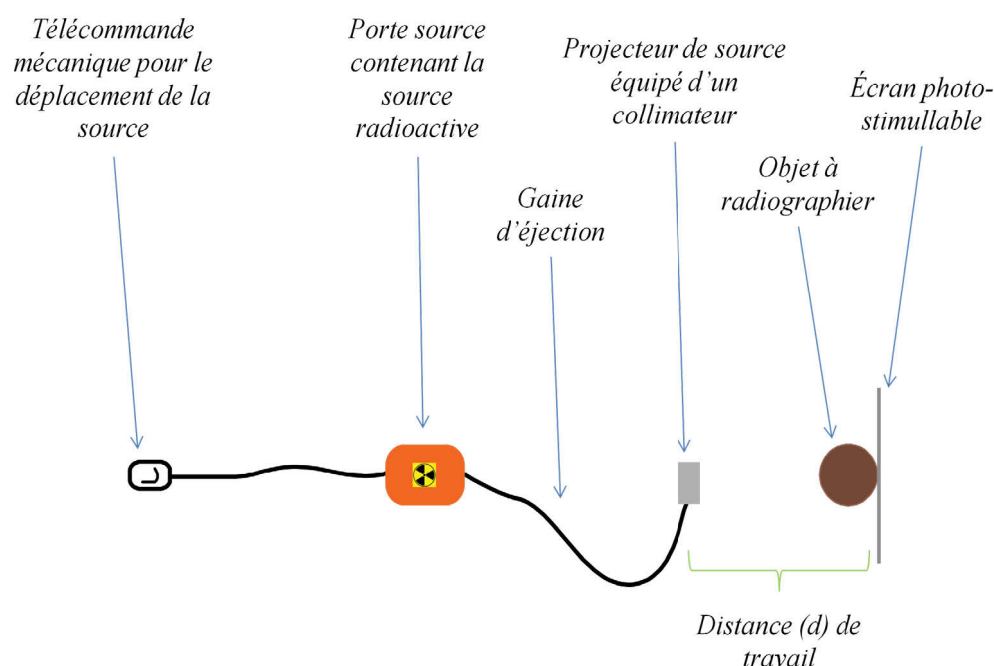 Télécommande
mécanique pour le
déplacement de la
source
Porte source
contenant la
source
radioactive
Gaine
d’éjection
Projecteur de source
équipé d’un
collimateur
Objet à
radiographier
Écran photo-
stimullable
Distance (d) de
travail